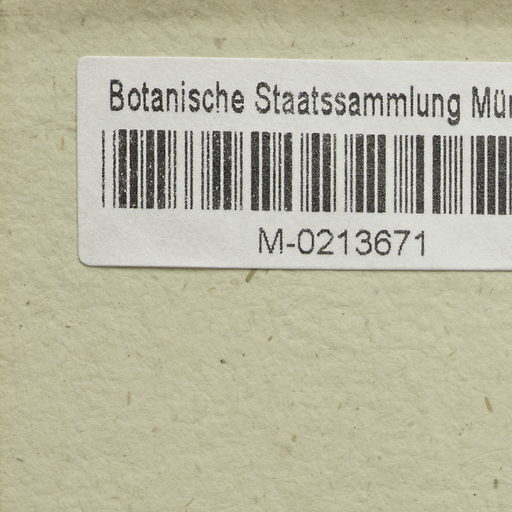 Botanische Staatssammlung Mün
M-0213671